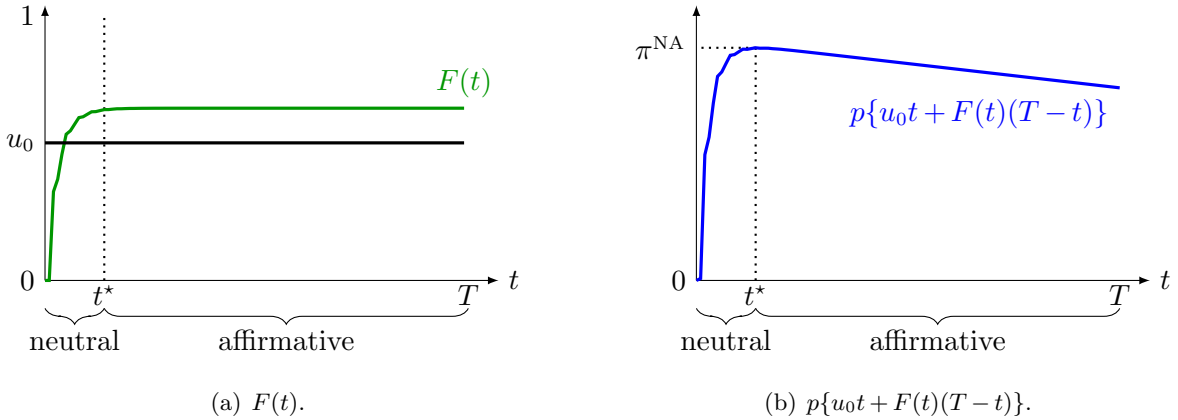 1
F(t)
u₀
0
t⋆
T
t
neutral
affirmative
(a) F(t).
π^NA
p{u₀t + F(t)(T − t)}
0
t⋆
T
t
neutral
affirmative
(b) p{u₀t + F(t)(T − t)}.